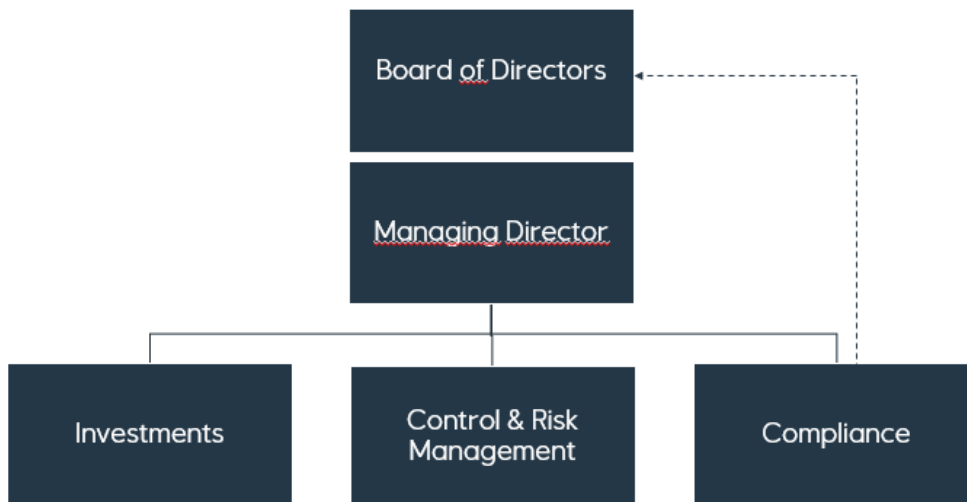 Board of Directors
Managing Director
Investments
Control & Risk
Management
Compliance